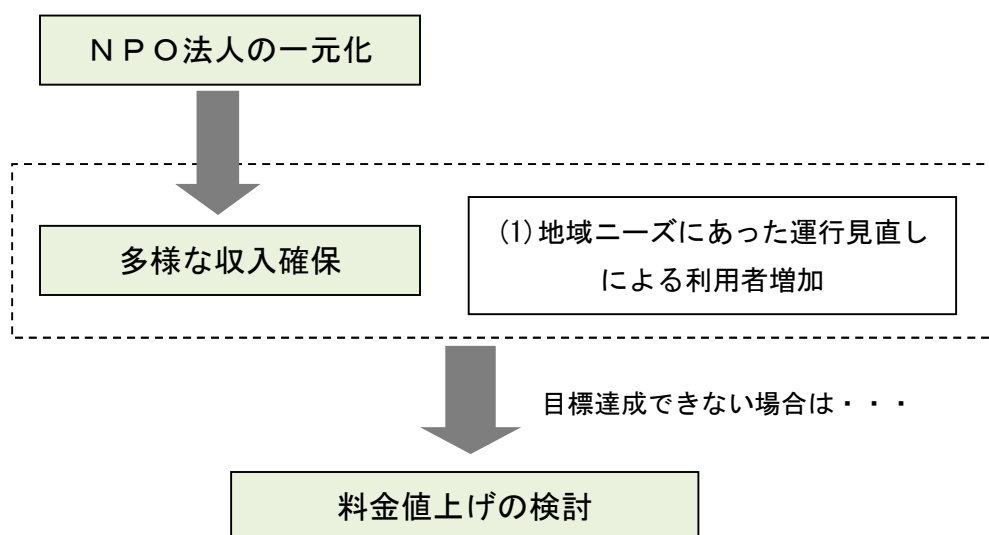 ＮＰＯ法人の一元化
多様な収入確保
(1)地域ニーズにあった運行見直し
による利用者増加
目標達成できない場合は・・・
料金値上げの検討